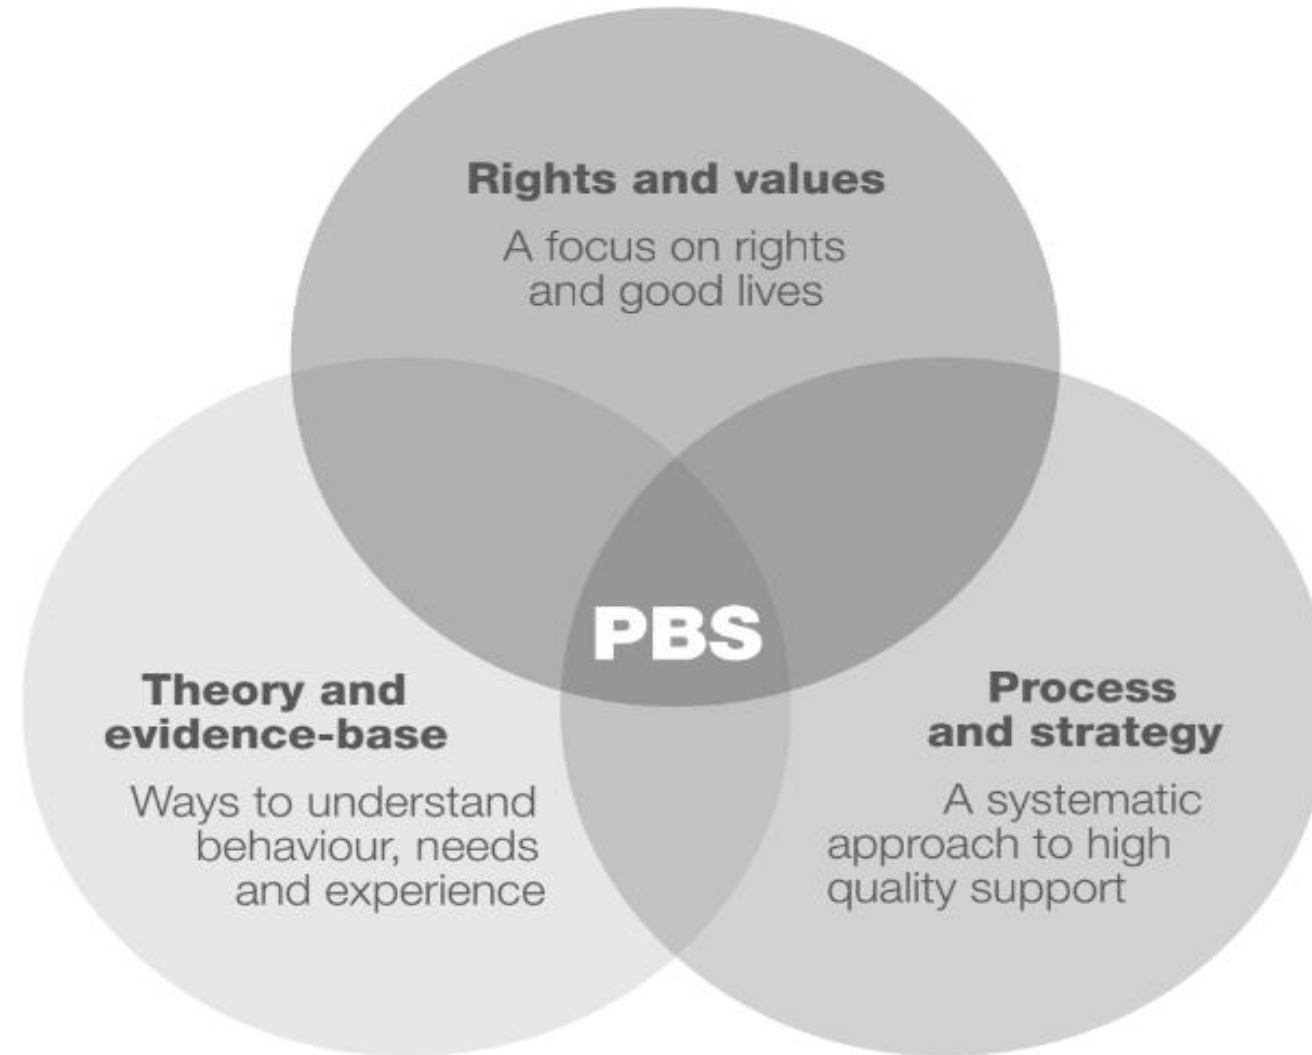 Rights and values
A focus on rights
and good lives
PBS
Theory and
evidence-base
Ways to understand
behaviour, needs
and experience
Process
and strategy
A systematic
approach to high
quality support